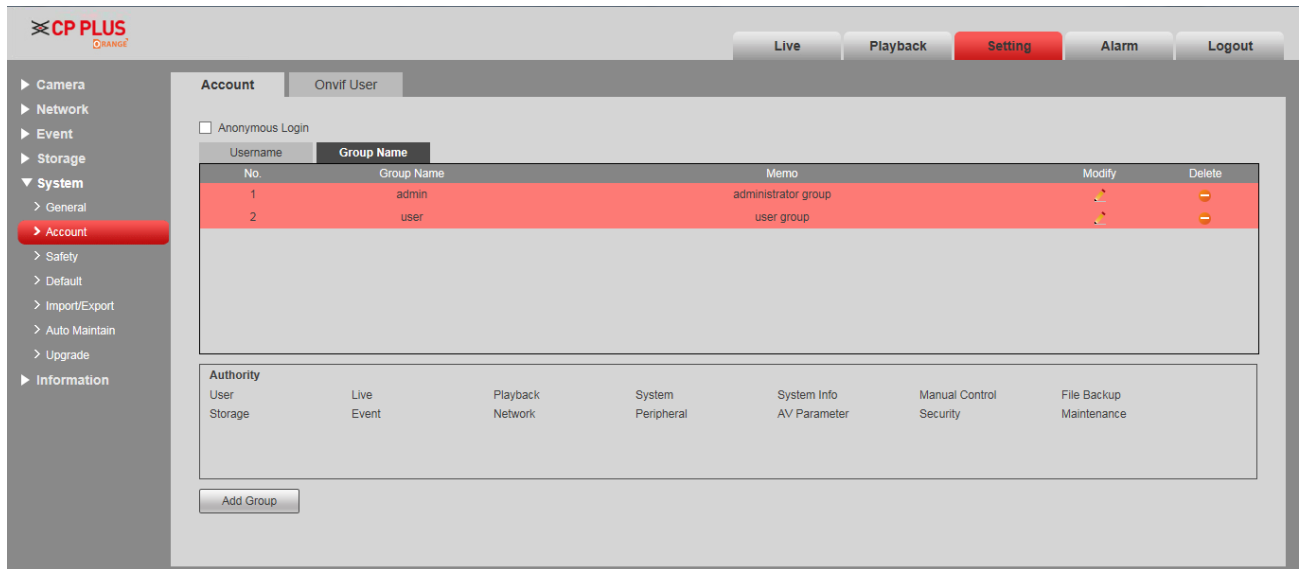 CP PLUS
ORANGE
Live Playback Setting Alarm Logout
Camera
Network
Event
Storage
System
General
Account
Safety
Default
Import/Export
Auto Maintain
Upgrade
Information
Account Onvif User
Anonymous Login
Username Group Name
No. Group Name Memo Modify Delete
1 admin administrator group
2 user user group
Authority
User Live Playback System System Info Manual Control File Backup
Storage Event Network Peripheral AV Parameter Security Maintenance
Add Group